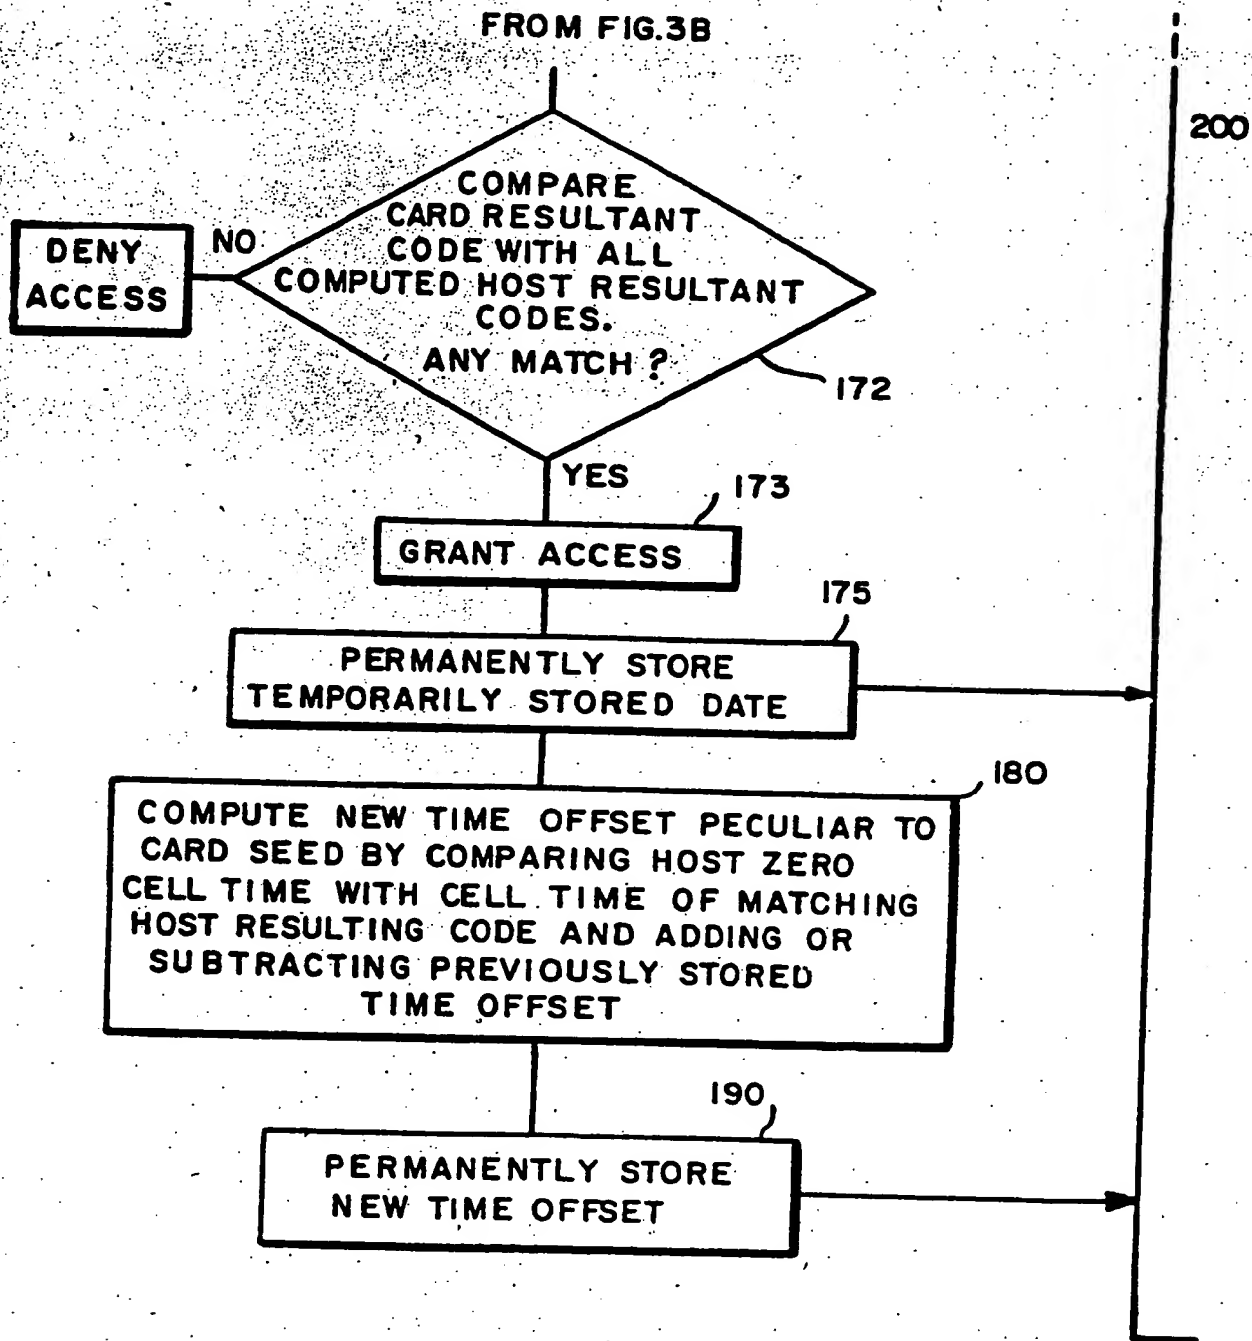 FROM FIG.3B
200
COMPARE
CARD RESULTANT
CODE WITH ALL
COMPUTED HOST RESULTANT
CODES.
ANY MATCH ?
172
NO
DENY
ACCESS
YES
173
GRANT ACCESS
175
PERMANENTLY STORE
TEMPORARILY STORED DATE
180
COMPUTE NEW TIME OFFSET PECULIAR TO
CARD SEED BY COMPARING HOST ZERO
CELL TIME WITH CELL TIME OF MATCHING
HOST RESULTING CODE AND ADDING OR
SUBTRACTING PREVIOUSLY STORED
TIME OFFSET
190
PERMANENTLY STORE
NEW TIME OFFSET